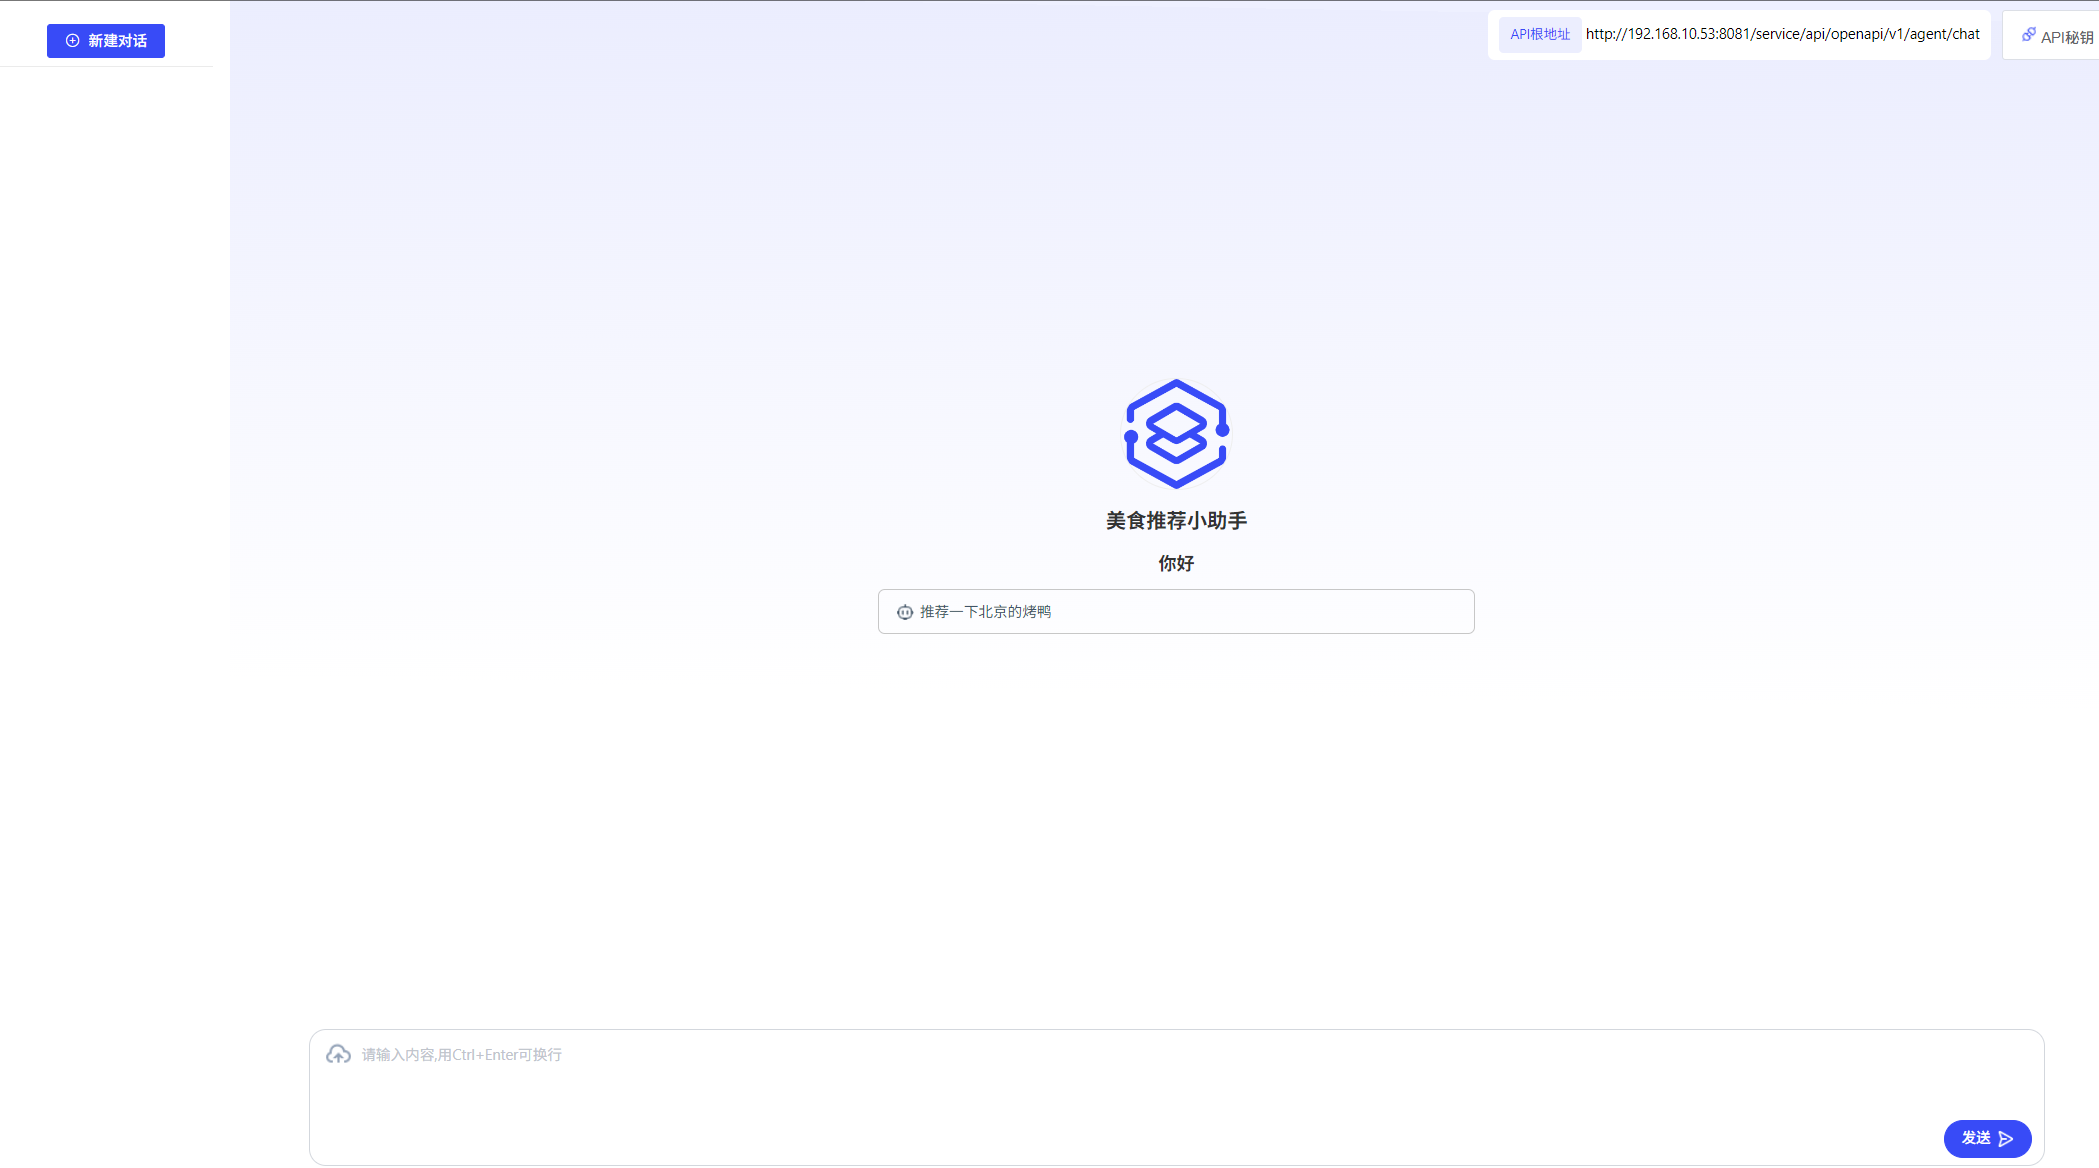 新建对话
API根地址 http://192.168.10.53:8081/service/api/openapi/v1/agent/chat
API秘钥
美食推荐小助手
你好
推荐一下北京的烤鸭
请输入内容,用Ctrl+Enter可换行
发送